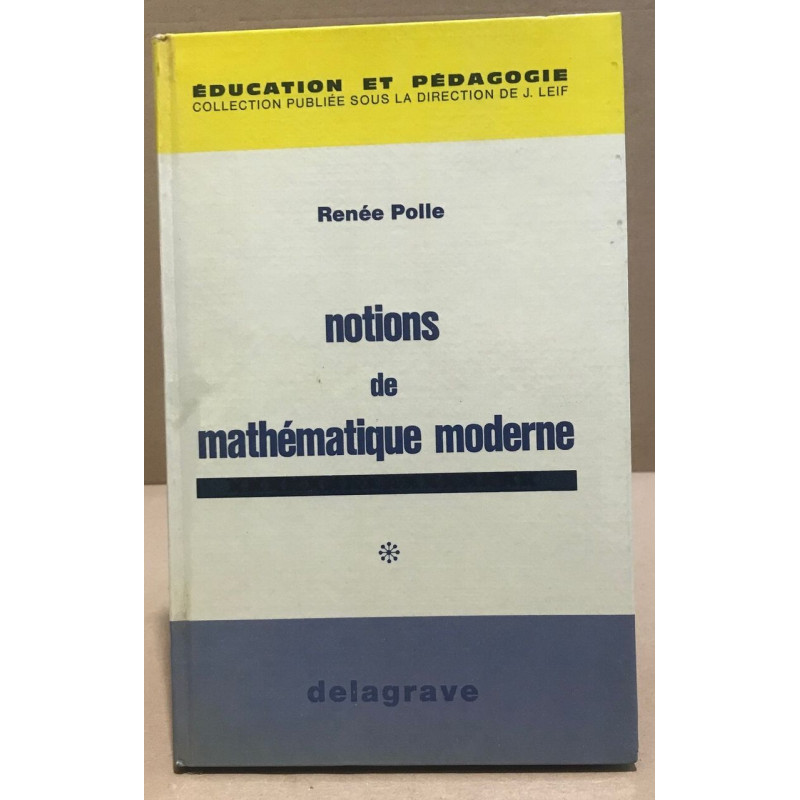 ÉDUCATION ET PÉDAGOGIE
COLLECTION PUBLIÉE SOUS LA DIRECTION DE J. LEIF
Renée Polle
notions
de
mathématique moderne
delagrave